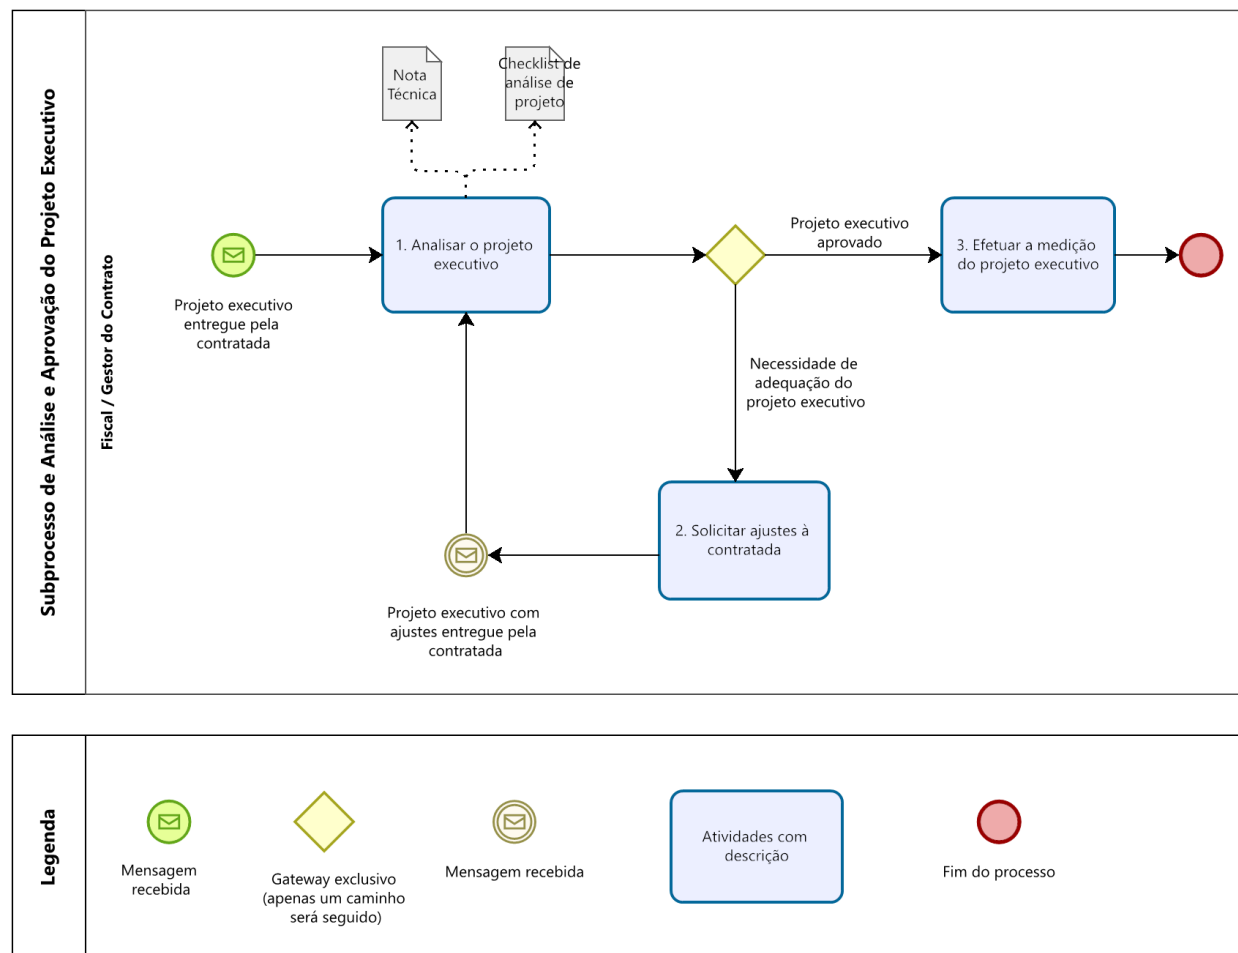 Subprocesso de Análise e Aprovação do Projeto Executivo
Fiscal / Gestor do Contrato
Nota
Técnica
Checklist de
análise de
projeto
Projeto executivo
entregue pela
contratada
1. Analisar o projeto
executivo
Projeto executivo
aprovado
3. Efetuar a medição
do projeto executivo
Necessidade de
adequação do
projeto executivo
2. Solicitar ajustes à
contratada
Projeto executivo com
ajustes entregue pela
contratada
Legenda
Mensagem
recebida
Gateway exclusivo
(apenas um caminho
será seguido)
Mensagem recebida
Atividades com
descrição
Fim do processo